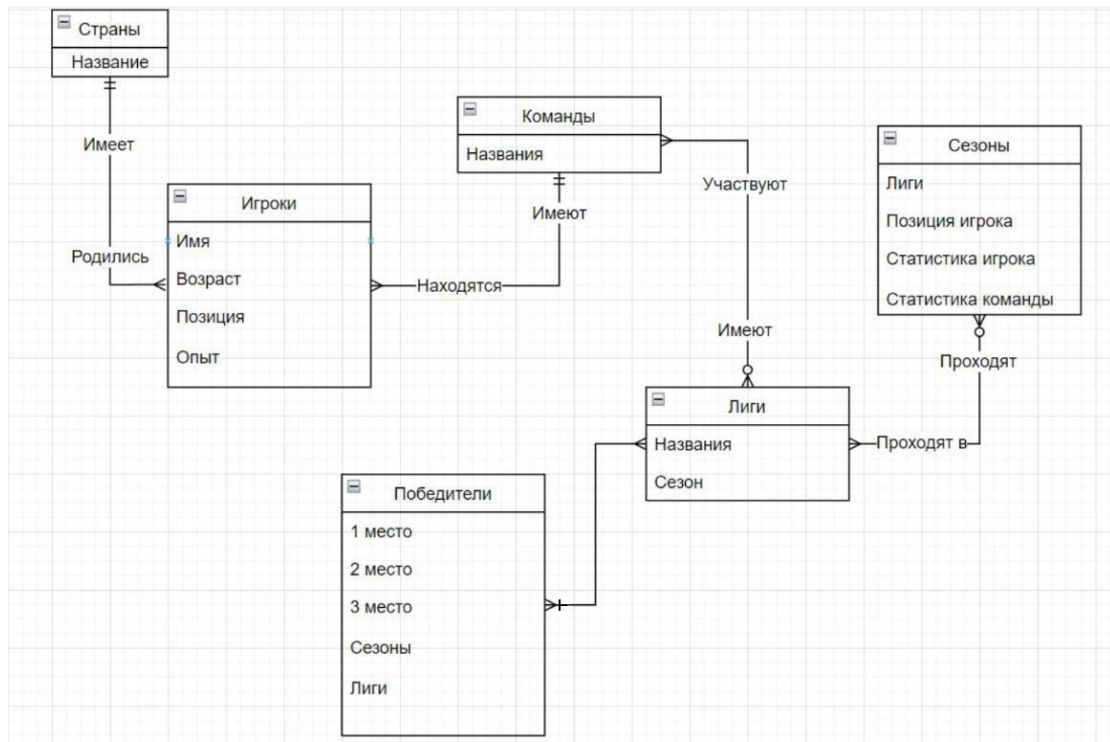 Страны
Название
Имеет
Родились
Игроки
Имя
Возраст
Позиция
Опыт
Находятся
Команды
Названия
Имеют
Участвуют
Имеют
Сезоны
Лиги
Позиция игрока
Статистика игрока
Статистика команды
Проходят
Проходят в
Лиги
Названия
Сезон
Победители
1 место
2 место
3 место
Сезоны
Лиги